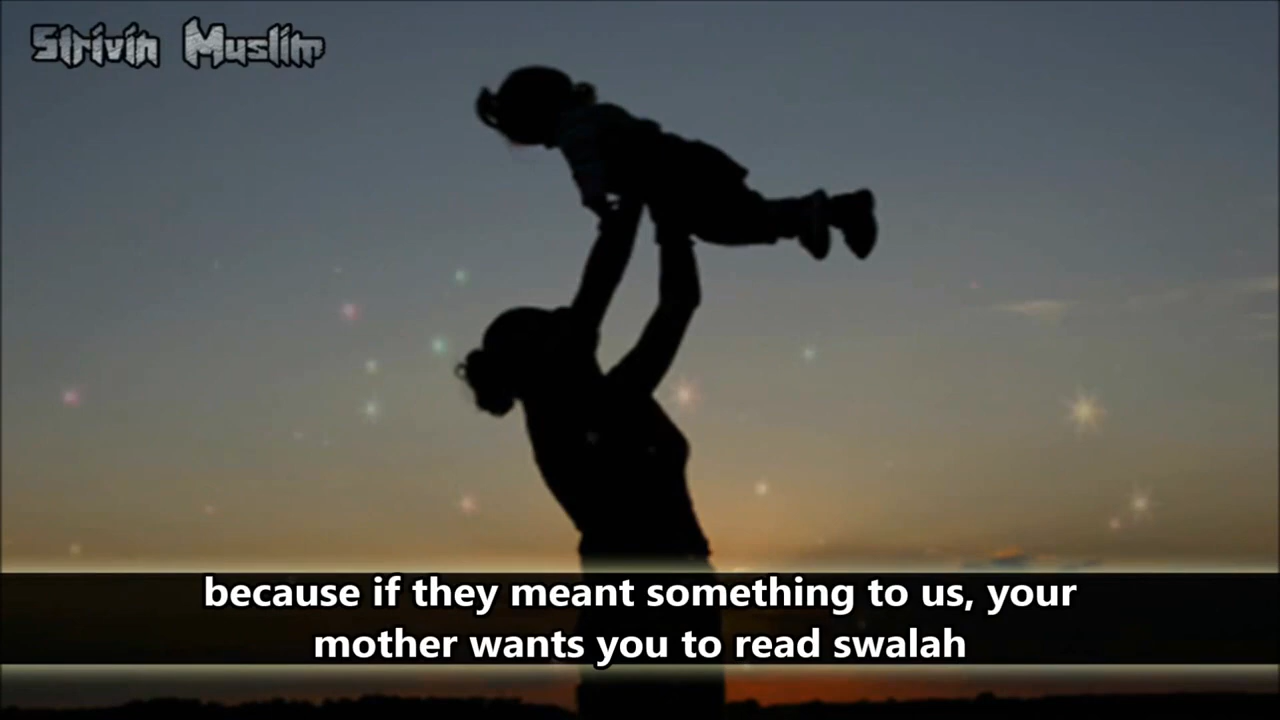 Strivin Muslim
because if they meant something to us, your
mother wants you to read swalah